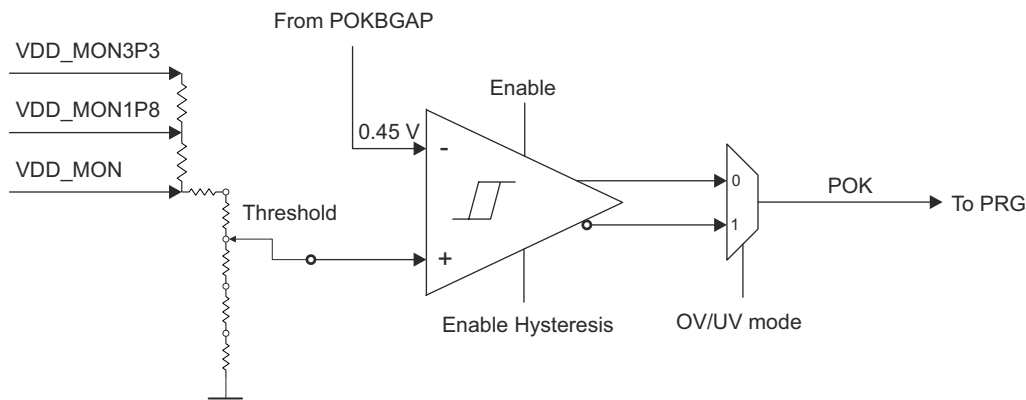 From POKBGAP
VDD_MON3P3
Enable
VDD_MON1P8
0.45 V
-
VDD_MON
0
POK
To PRG
Threshold
1
+
Enable Hysteresis
OV/UV mode